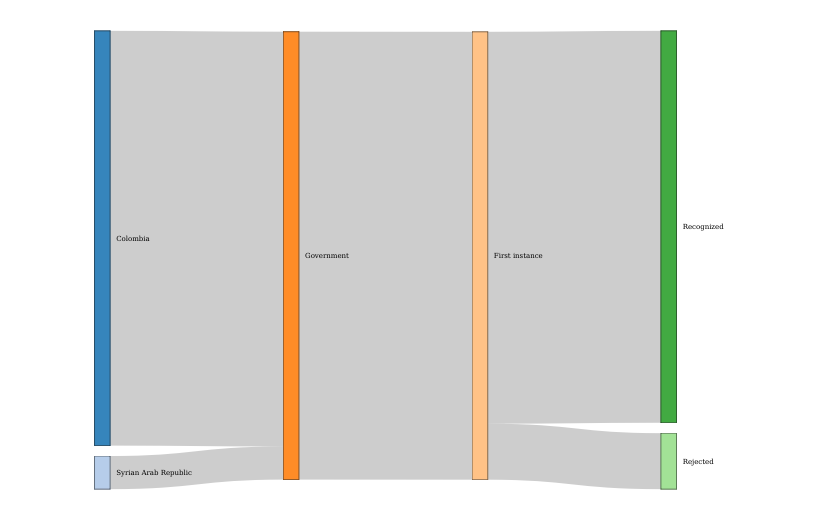 Colombia
Syrian Arab Republic
Government
First instance
Recognized
Rejected